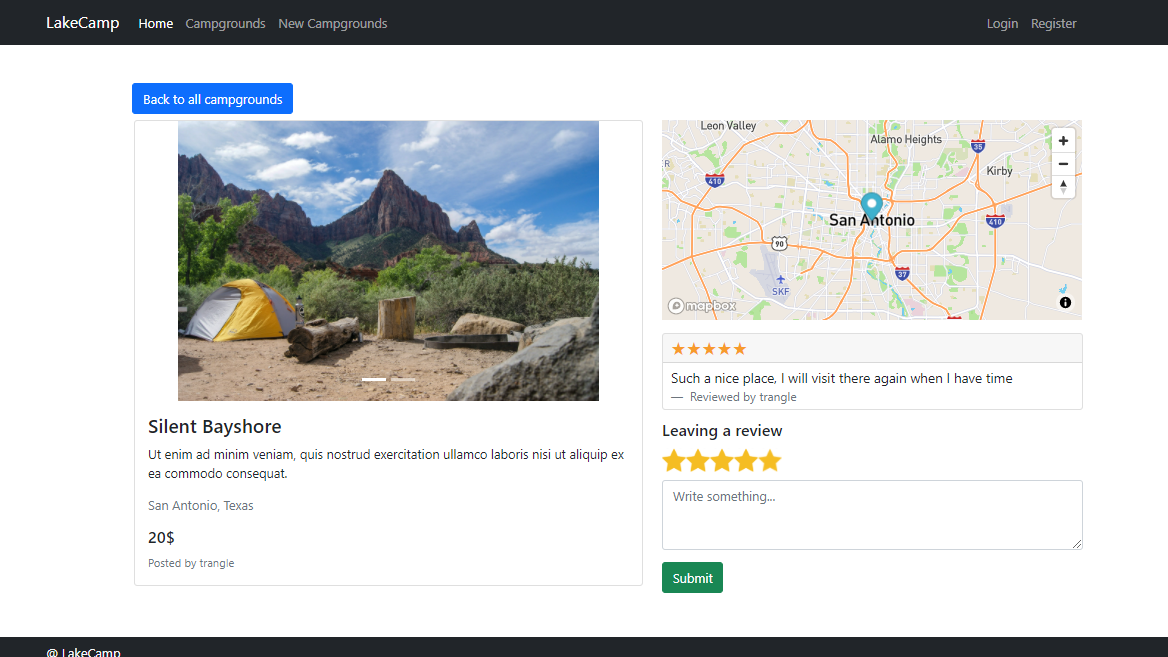 LakeCamp Home Campgrounds New Campgrounds Login Register
Back to all campgrounds
Silent Bayshore
Ut enim ad minim veniam, quis nostrud exercitation ullamco laboris nisi ut aliquip ex
ea commodo consequat.
San Antonio, Texas
20$
Posted by trangle
Leon Valley
Alamo Heights
35
ER
410
Kirby
San Antonio
410
90
37
SKF
mapbox
Such a nice place, I will visit there again when I have time
— Reviewed by trangle
Leaving a review
Write something...
Submit
@ LakeCamp